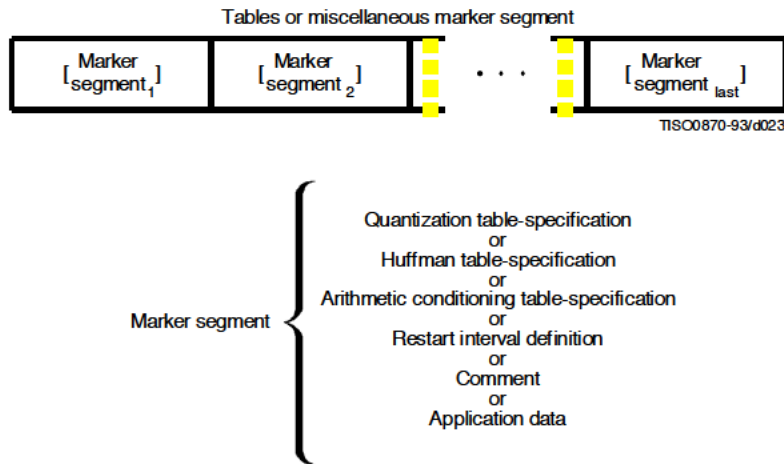 Tables or miscellaneous marker segment
[ Marker segment 1 ] [ Marker segment 2 ] . . . [ Marker segment last ]
TISO0870-93/d023
Quantization table-specification
or
Huffman table-specification
or
Arithmetic conditioning table-specification
or
Marker segment
Restart interval definition
or
Comment
or
Application data